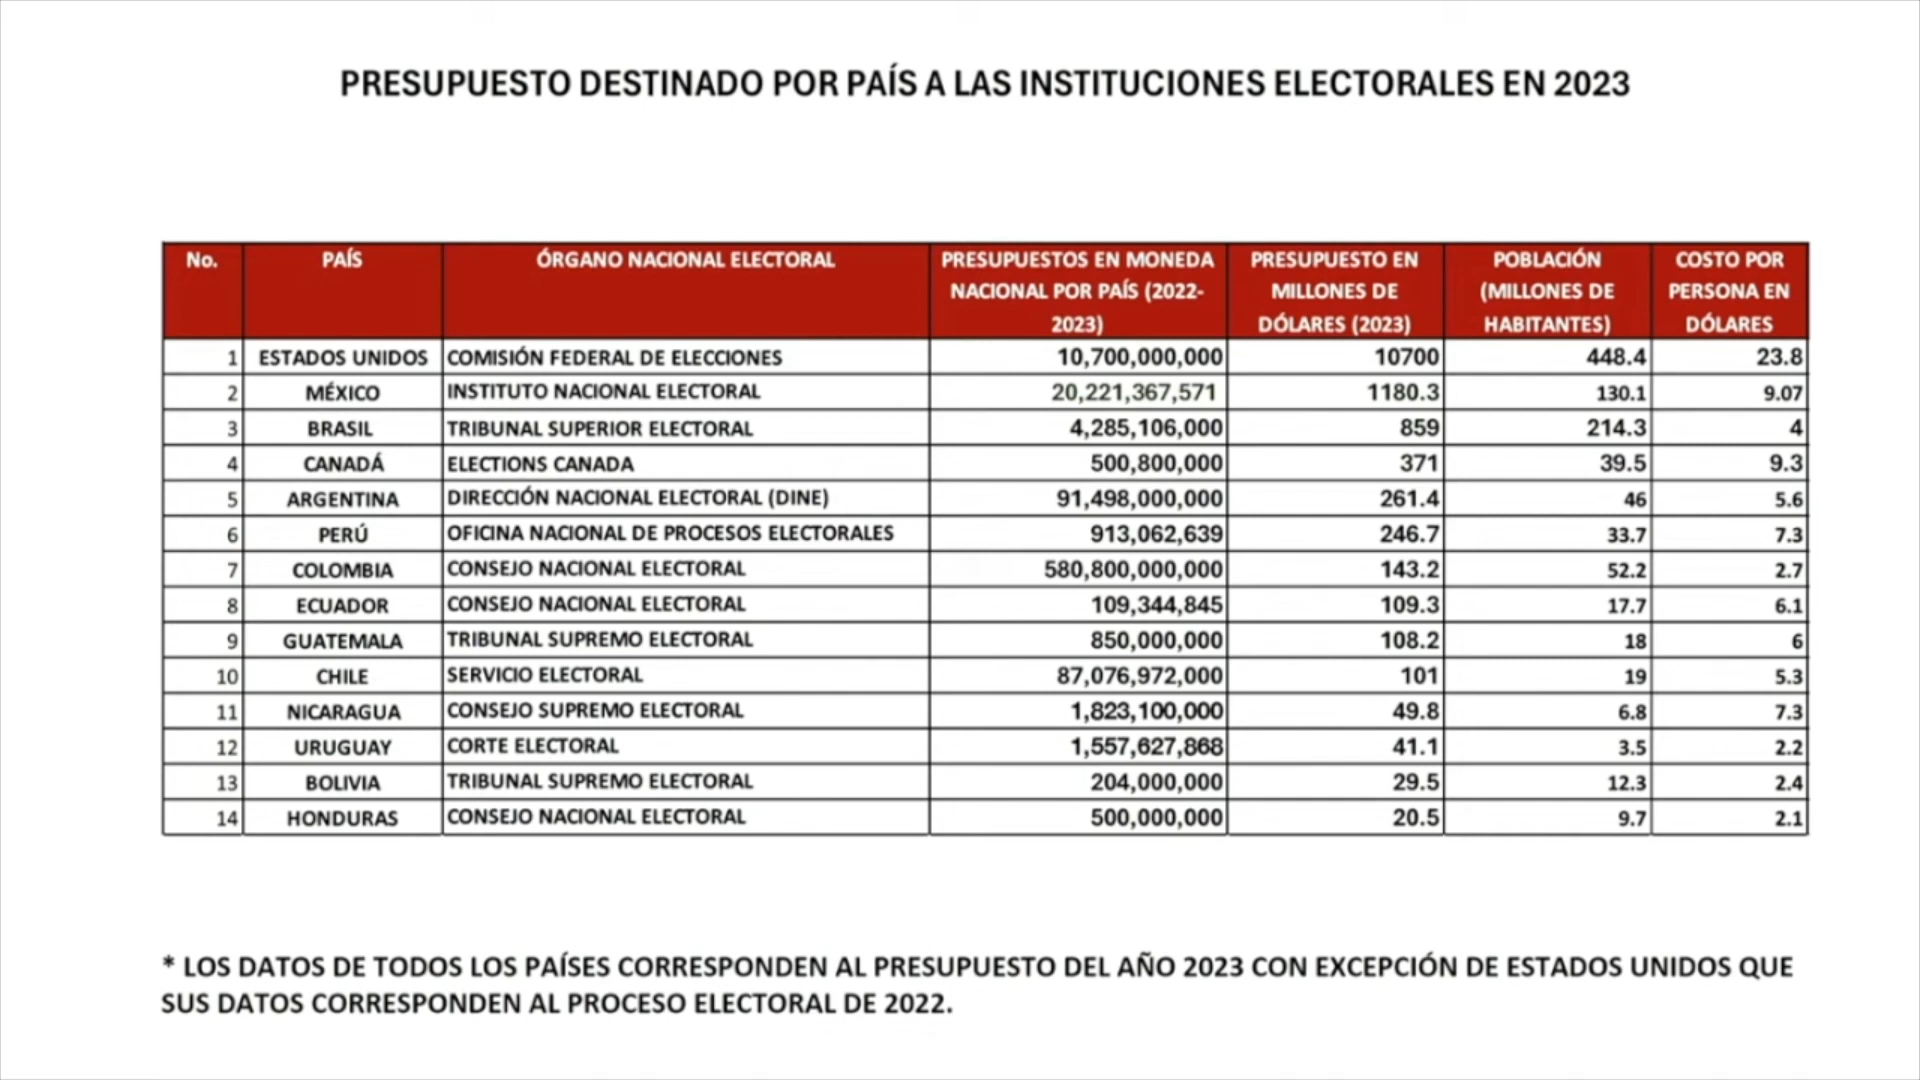 PRESUPUESTO DESTINADO POR PAÍS A LAS INSTITUCIONES ELECTORALES EN 2023
No. PAÍS ÓRGANO NACIONAL ELECTORAL PRESUPUESTOS EN MONEDA NACIONAL POR PAÍS (2022-2023) PRESUPUESTO EN MILLONES DE DÓLARES (2023) POBLACIÓN (MILLONES DE HABITANTES) COSTO POR PERSONA EN DÓLARES
1 ESTADOS UNIDOS COMISIÓN FEDERAL DE ELECCIONES 10,700,000,000 10700 448.4 23.8
2 MÉXICO INSTITUTO NACIONAL ELECTORAL 20,221,367,571 1180.3 130.1 9.07
3 BRASIL TRIBUNAL SUPERIOR ELECTORAL 4,285,106,000 859 214.3 4
4 CANADÁ ELECTIONS CANADA 500,800,000 371 39.5 9.3
5 ARGENTINA DIRECCIÓN NACIONAL ELECTORAL (DINE) 91,498,000,000 261.4 46 5.6
6 PERÚ OFICINA NACIONAL DE PROCESOS ELECTORALES 913,062,639 246.7 33.7 7.3
7 COLOMBIA CONSEJO NACIONAL ELECTORAL 580,800,000,000 143.2 52.2 2.7
8 ECUADOR CONSEJO NACIONAL ELECTORAL 109,344,845 109.3 17.7 6.1
9 GUATEMALA TRIBUNAL SUPREMO ELECTORAL 850,000,000 108.2 18 6
10 CHILE SERVICIO ELECTORAL 87,076,972,000 101 19 5.3
11 NICARAGUA CONSEJO SUPREMO ELECTORAL 1,823,100,000 49.8 6.8 7.3
12 URUGUAY CORTE ELECTORAL 1,557,627,868 41.1 3.5 2.2
13 BOLIVIA TRIBUNAL SUPREMO ELECTORAL 204,000,000 29.5 12.3 2.4
14 HONDURAS CONSEJO NACIONAL ELECTORAL 500,000,000 20.5 9.7 2.1
* LOS DATOS DE TODOS LOS PAÍSES CORRESPONDEN AL PRESUPUESTO DEL AÑO 2023 CON EXCEPCIÓN DE ESTADOS UNIDOS QUE
SUS DATOS CORRESPONDEN AL PROCESO ELECTORAL DE 2022.